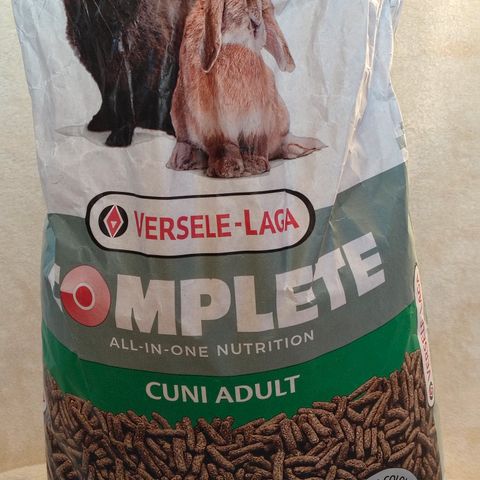 VERSELE-LAGA
COMPLETE
ALL-IN-ONE NUTRITION
CUNI ADULT